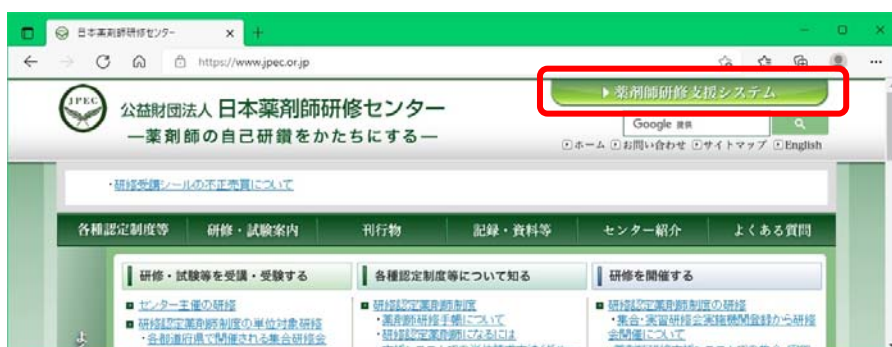 日本薬剤師研修センター
https://www.jpec.or.jp
JPEC
公益財団法人 日本薬剤師研修センター
―薬剤師の自己研鑽をかたちにする―
薬剤師研修支援システム
Google 提供
ホーム お問い合わせ サイトマップ English
・研修受講シールの不正売買について
各種認定制度等 研修・試験案内 刊行物 記録・資料等 センター紹介 よくある質問
研修・試験等を受講・受験する
センター主催の研修
研修認定薬剤師制度の単位対象研修
・各都道府県で開催される集合研修会
各種認定制度等について知る
研修認定薬剤師制度
・薬剤師研修手帳について
・研修認定薬剤師になるには
研修を開催する
研修認定薬剤師制度の研修
・集合・実習研修会実施機関登録から研修
会開催について
よ